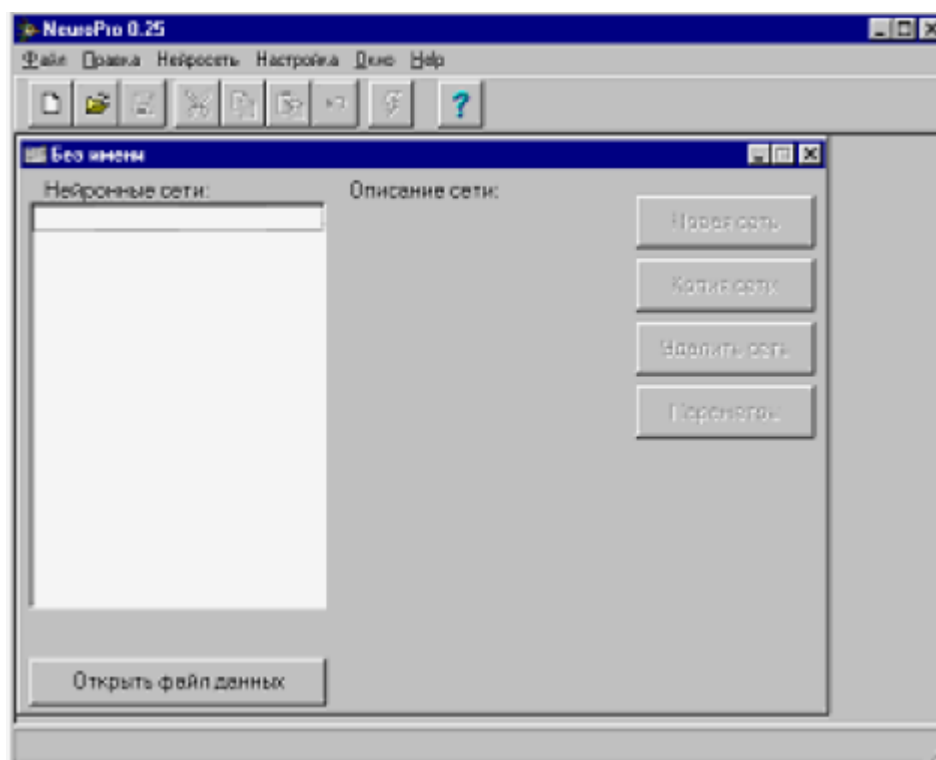 NeuroPro 0.25
Файл Правка Нейросеть Настройка Окно Help
Без имени
Нейронные сети:
Описание сети:
Новая сеть
Копия сети
Удалить сеть
Параметры
Открыть файл данных